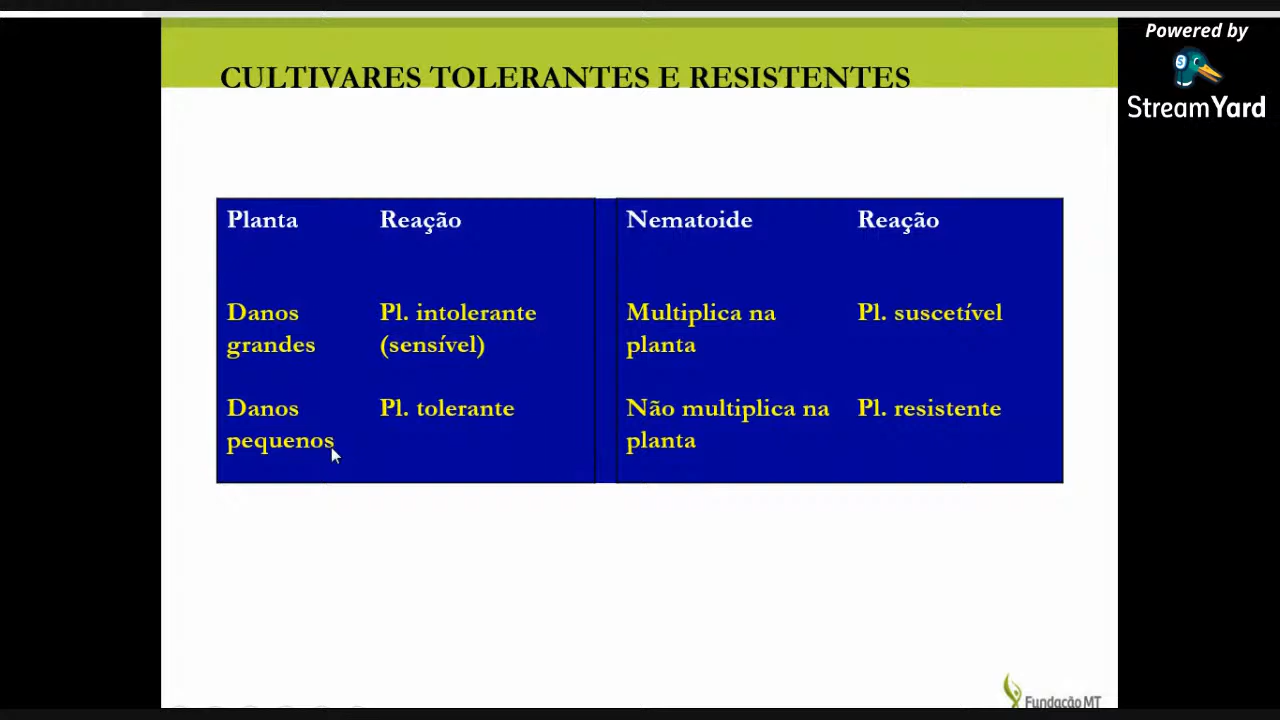 CULTIVARES TOLERANTES E RESISTENTES
Powered by
StreamYard
Planta Reação Nematoide Reação
Danos Pl. intolerante Multiplica na Pl. suscetível
grandes (sensível) planta
Danos Pl. tolerante Não multiplica na Pl. resistente
pequenos planta
Fundação MT